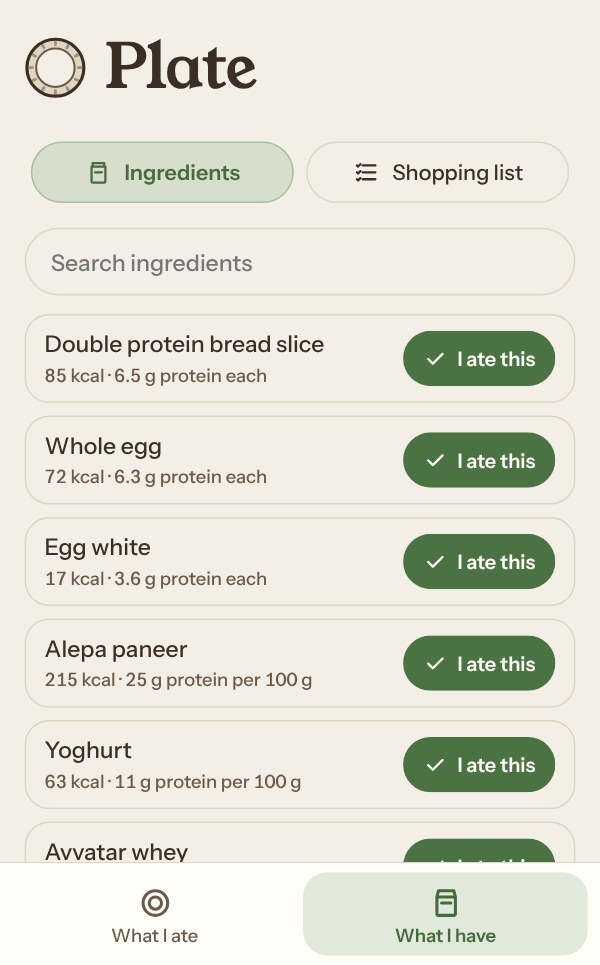 Plate
Ingredients
Shopping list
Search ingredients
Double protein bread slice
85 kcal · 6.5 g protein each
I ate this
Whole egg
72 kcal · 6.3 g protein each
I ate this
Egg white
17 kcal · 3.6 g protein each
I ate this
Alepa paneer
215 kcal · 25 g protein per 100 g
I ate this
Yoghurt
63 kcal · 11 g protein per 100 g
I ate this
Avvatar whey
What I ate
What I have